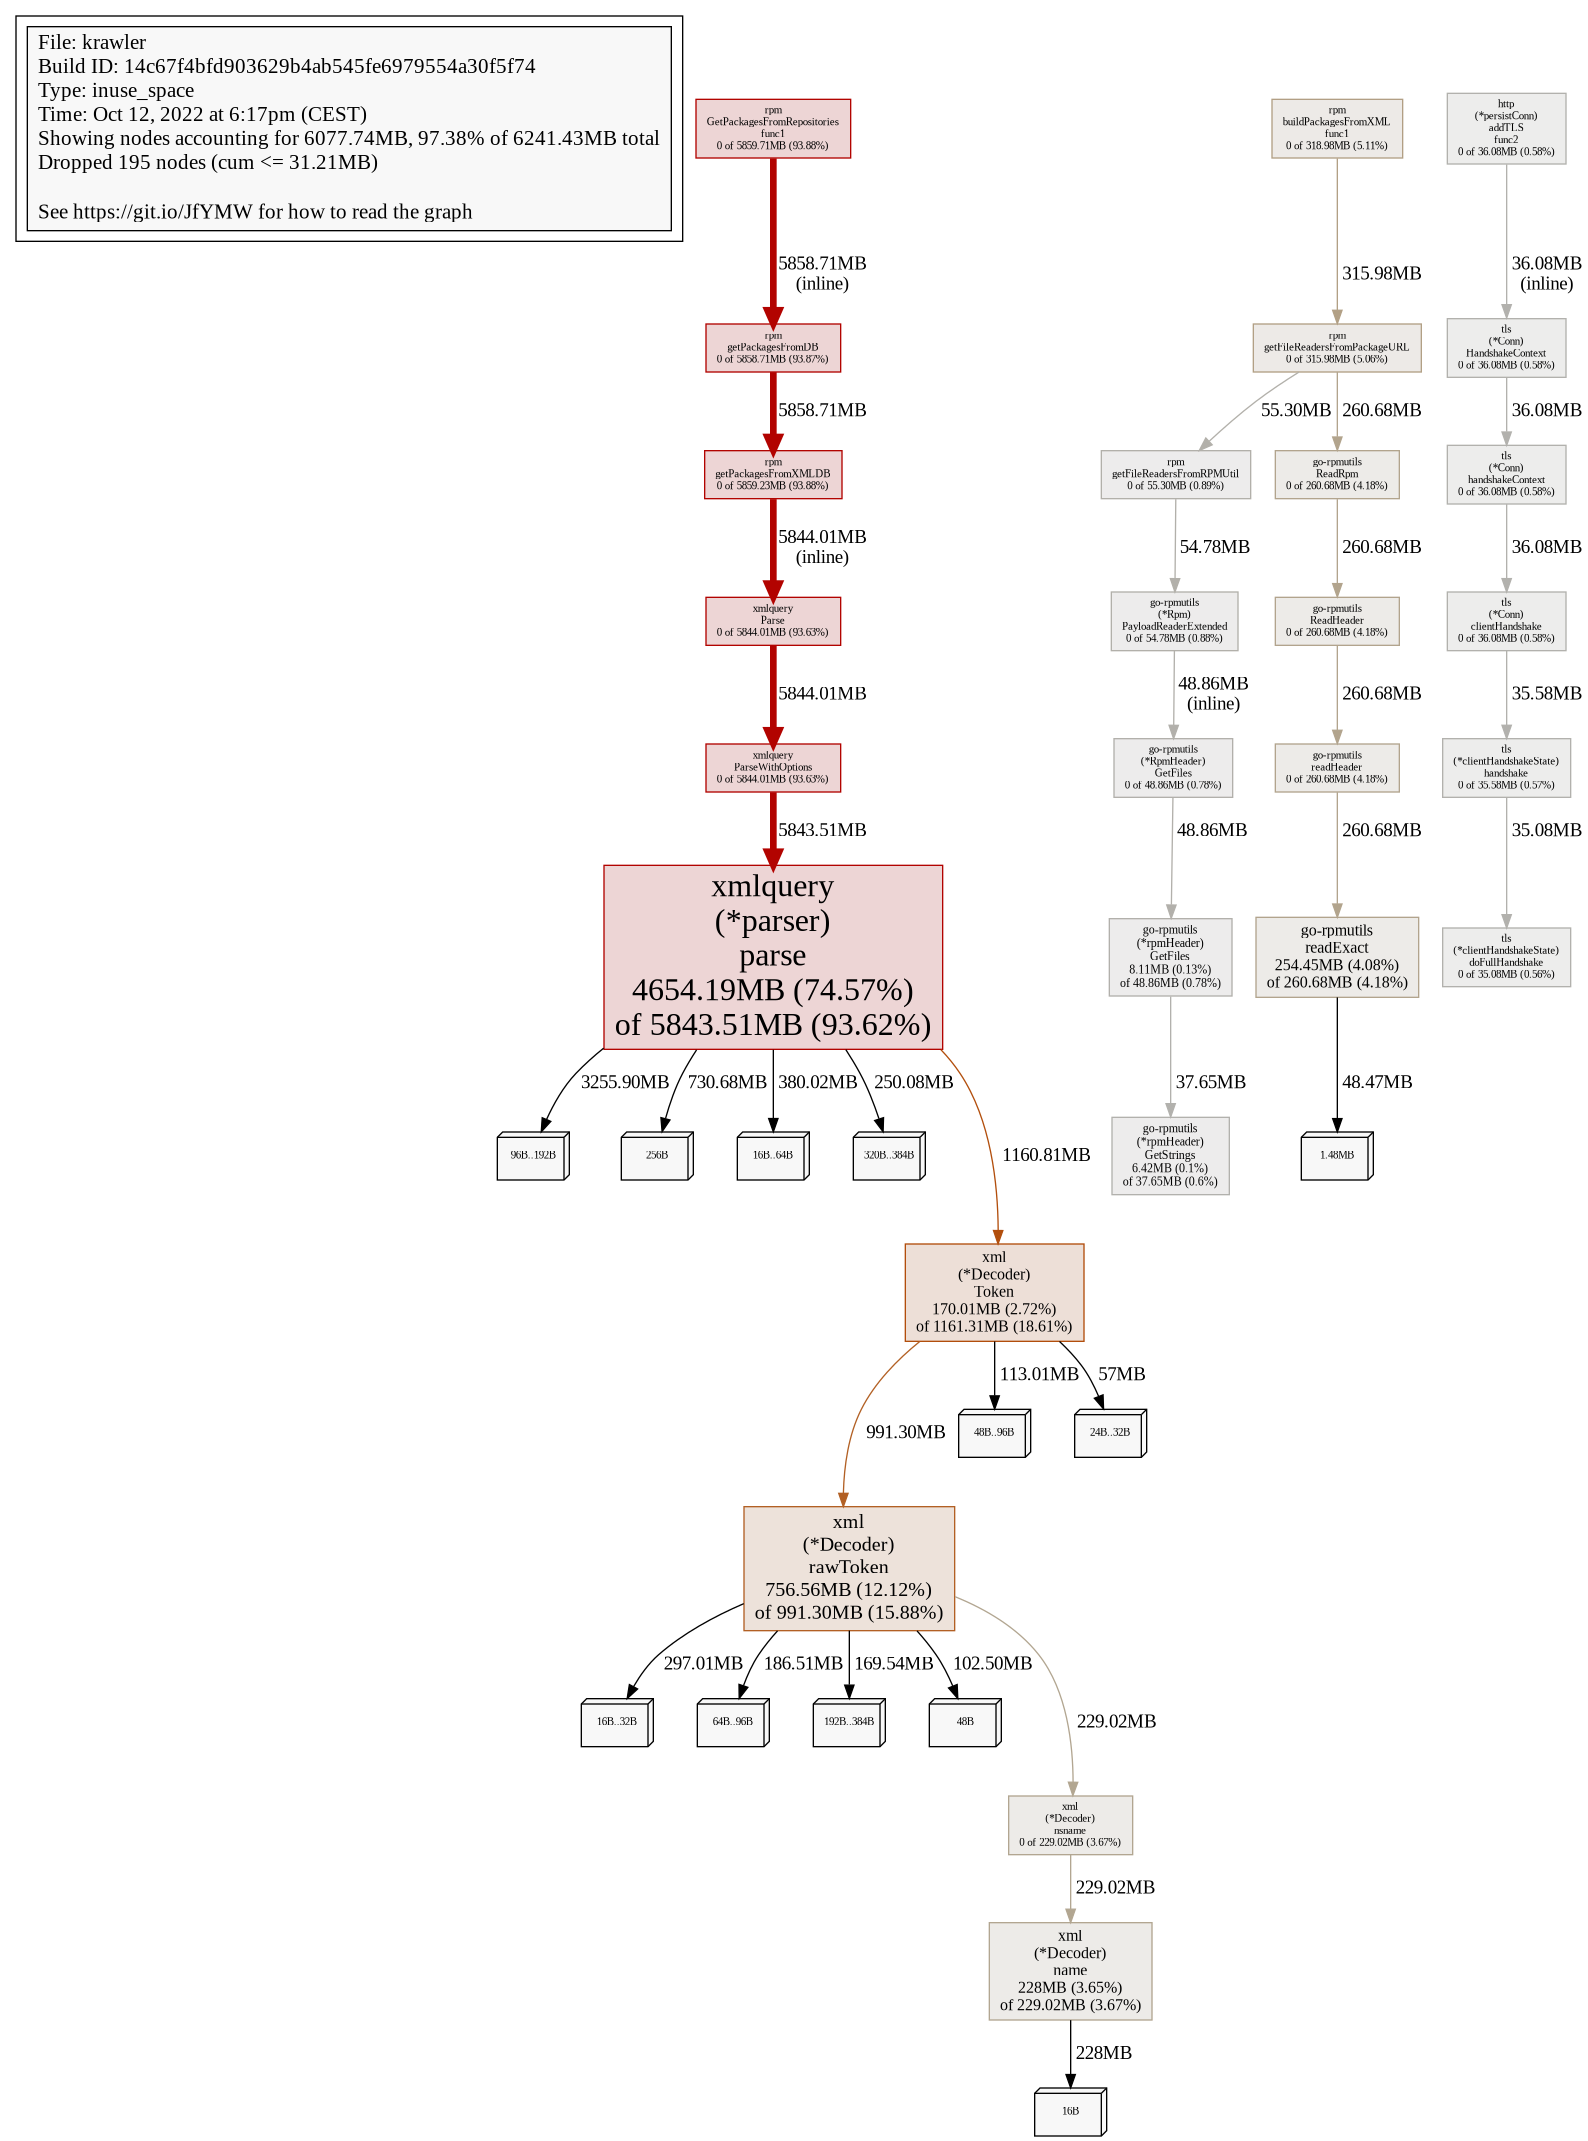 File: krawler
Build ID: 14c67f4bfd903629b4ab545fe6979554a30f5f74
Type: inuse_space
Time: Oct 12, 2022 at 6:17pm (CEST)
Showing nodes accounting for 6077.74MB, 97.38% of 6241.43MB total
Dropped 195 nodes (cum <= 31.21MB)
See https://git.io/JfYMW for how to read the graph
rpm
GetPackagesFromRepositories
func1
0 of 5859.71MB (93.88%)
5858.71MB
(inline)
rpm
getPackagesFromDB
0 of 5858.71MB (93.87%)
5858.71MB
rpm
getPackagesFromXMLDB
0 of 5859.23MB (93.88%)
5844.01MB
(inline)
xmlquery
Parse
0 of 5844.01MB (93.63%)
5844.01MB
xmlquery
ParseWithOptions
0 of 5844.01MB (93.63%)
5843.51MB
xmlquery
(*parser)
parse
4654.19MB (74.57%)
of 5843.51MB (93.62%)
3255.90MB
730.68MB
380.02MB
250.08MB
1160.81MB
96B..192B
256B
16B..64B
320B..384B
xml
(*Decoder)
Token
170.01MB (2.72%)
of 1161.31MB (18.61%)
991.30MB
113.01MB
57MB
48B..96B
24B..32B
xml
(*Decoder)
rawToken
756.56MB (12.12%)
of 991.30MB (15.88%)
297.01MB
186.51MB
169.54MB
102.50MB
229.02MB
16B..32B
64B..96B
192B..384B
48B
xml
(*Decoder)
nsname
0 of 229.02MB (3.67%)
229.02MB
xml
(*Decoder)
name
228MB (3.65%)
of 229.02MB (3.67%)
228MB
16B
rpm
buildPackagesFromXML
func1
0 of 318.98MB (5.11%)
315.98MB
rpm
getFileReadersFromPackageURL
0 of 315.98MB (5.06%)
55.30MB
260.68MB
rpm
getFileReadersFromRPMUtil
0 of 55.30MB (0.89%)
54.78MB
go-rpmutils
(*Rpm)
PayloadReaderExtended
0 of 54.78MB (0.88%)
48.86MB
(inline)
go-rpmutils
(*RpmHeader)
GetFiles
0 of 48.86MB (0.78%)
48.86MB
go-rpmutils
(*rpmHeader)
GetFiles
8.11MB (0.13%)
of 48.86MB (0.78%)
37.65MB
go-rpmutils
(*rpmHeader)
GetStrings
6.42MB (0.1%)
of 37.65MB (0.6%)
go-rpmutils
ReadRpm
0 of 260.68MB (4.18%)
260.68MB
go-rpmutils
ReadHeader
0 of 260.68MB (4.18%)
260.68MB
go-rpmutils
readHeader
0 of 260.68MB (4.18%)
260.68MB
go-rpmutils
readExact
254.45MB (4.08%)
of 260.68MB (4.18%)
48.47MB
1.48MB
http
(*persistConn)
addTLS
func2
0 of 36.08MB (0.58%)
36.08MB
(inline)
tls
(*Conn)
HandshakeContext
0 of 36.08MB (0.58%)
36.08MB
tls
(*Conn)
handshakeContext
0 of 36.08MB (0.58%)
36.08MB
tls
(*Conn)
clientHandshake
0 of 36.08MB (0.58%)
35.58MB
tls
(*clientHandshakeState)
handshake
0 of 35.58MB (0.57%)
35.08MB
tls
(*clientHandshakeState)
doFullHandshake
0 of 35.08MB (0.56%)